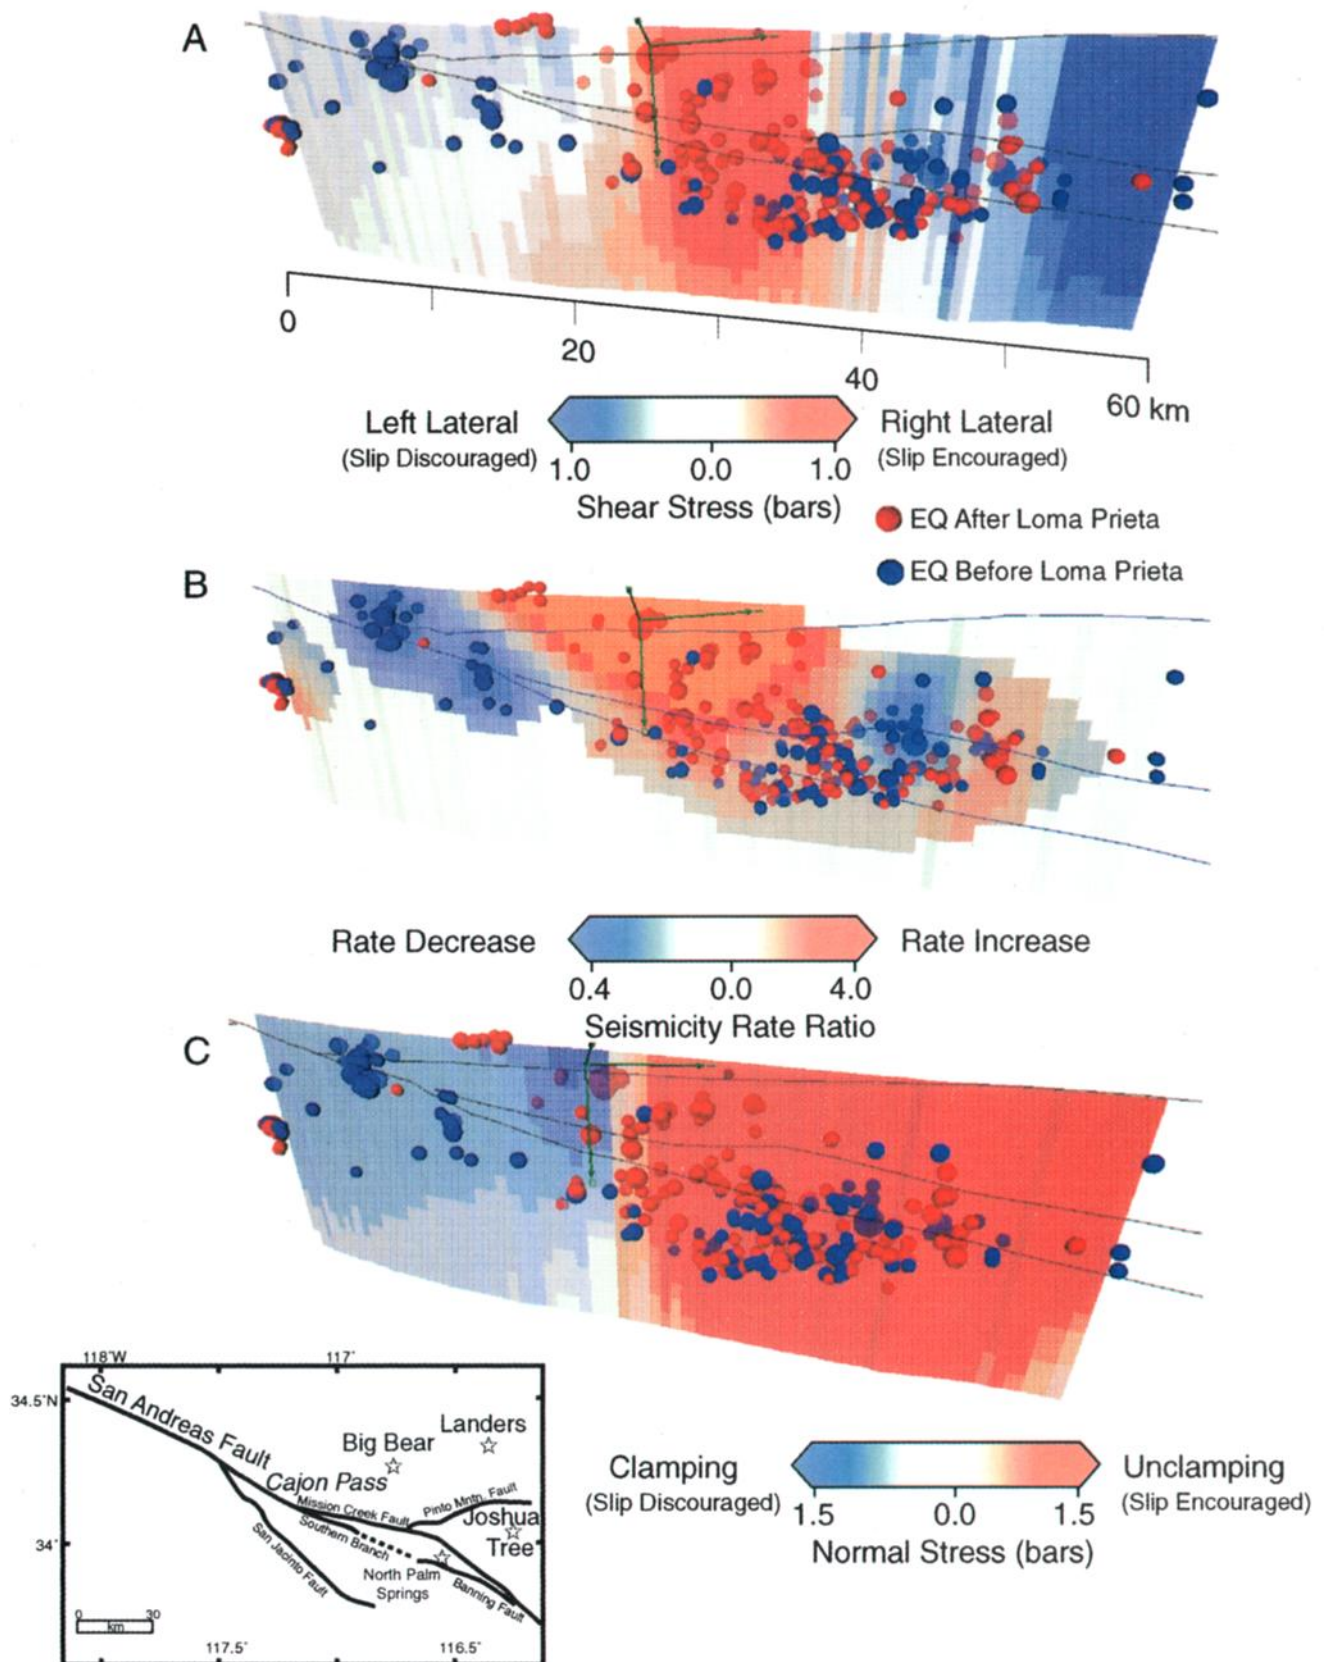 A
0
20
40
60 km
Left Lateral
(Slip Discouraged)
Right Lateral
(Slip Encouraged)
1.0
0.0
1.0
Shear Stress (bars)
EQ After Loma Prieta
EQ Before Loma Prieta
B
Rate Decrease
Rate Increase
0.4
0.0
4.0
Seismicity Rate Ratio
C
Clamping
(Slip Discouraged)
Unclamping
(Slip Encouraged)
1.5
0.0
1.5
Normal Stress (bars)
118°W
117°
34.5°N
34°
San Andreas Fault
Landers
Big Bear
Cajon Pass
Mission Creek Fault
Pinto Mntn. Fault
Joshua
Tree
Southern Branch
San Jacinto Fault
North Palm
Springs
Banning Fault
0
30
km
117.5°
116.5°